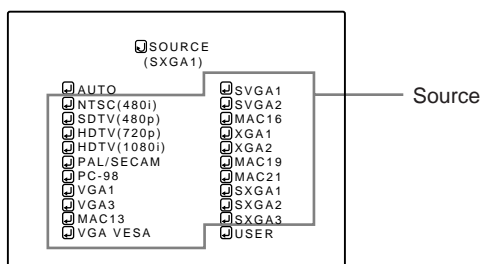 SOURCE
(SXGA1)
AUTO
NTSC(480i)
SDTV(480p)
HDTV(720p)
HDTV(1080i)
PAL/SECAM
PC-98
VGA1
VGA3
MAC13
VGA VESA
SVGA1
SVGA2
MAC16
XGA1
XGA2
MAC19
MAC21
SXGA1
SXGA2
SXGA3
USER
Source